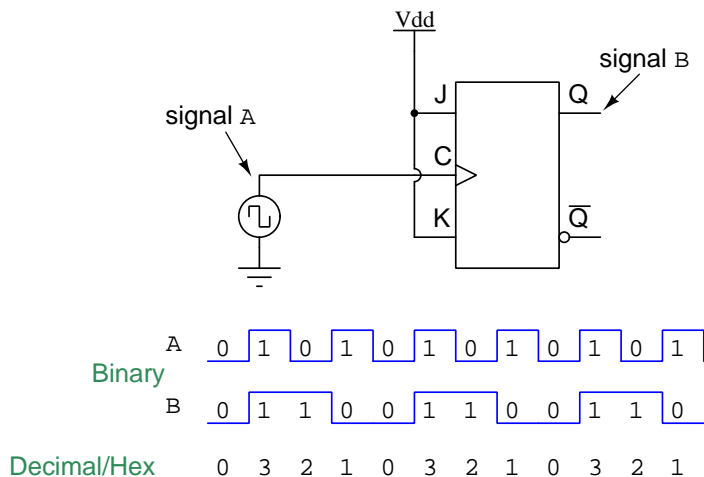 Vdd
signal B
J Q
signal A
C
K Q̅
A 0 1 0 1 0 1 0 1 0 1 0 1
Binary
B 0 1 1 0 0 1 1 0 0 1 1 0
Decimal/Hex 0 3 2 1 0 3 2 1 0 3 2 1